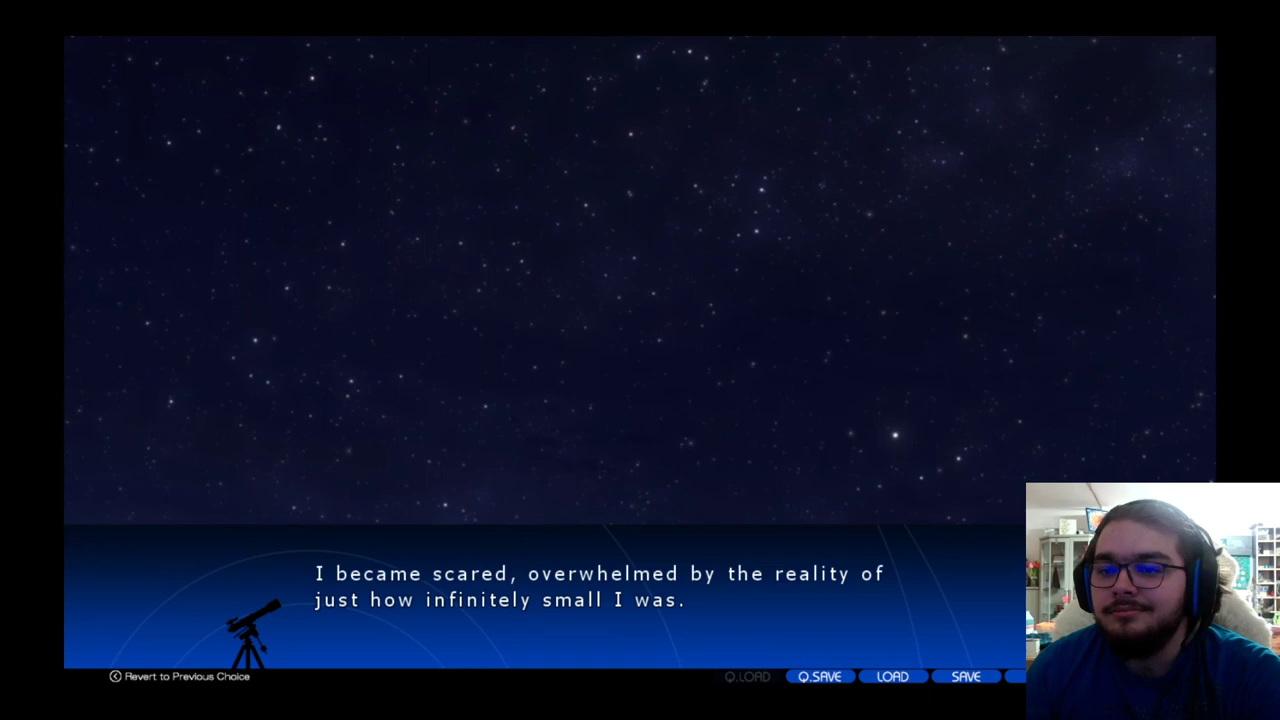 I became scared, overwhelmed by the reality of
just how infinitely small I was.
Revert to Previous Choice
Q.LOAD
Q.SAVE
LOAD
SAVE